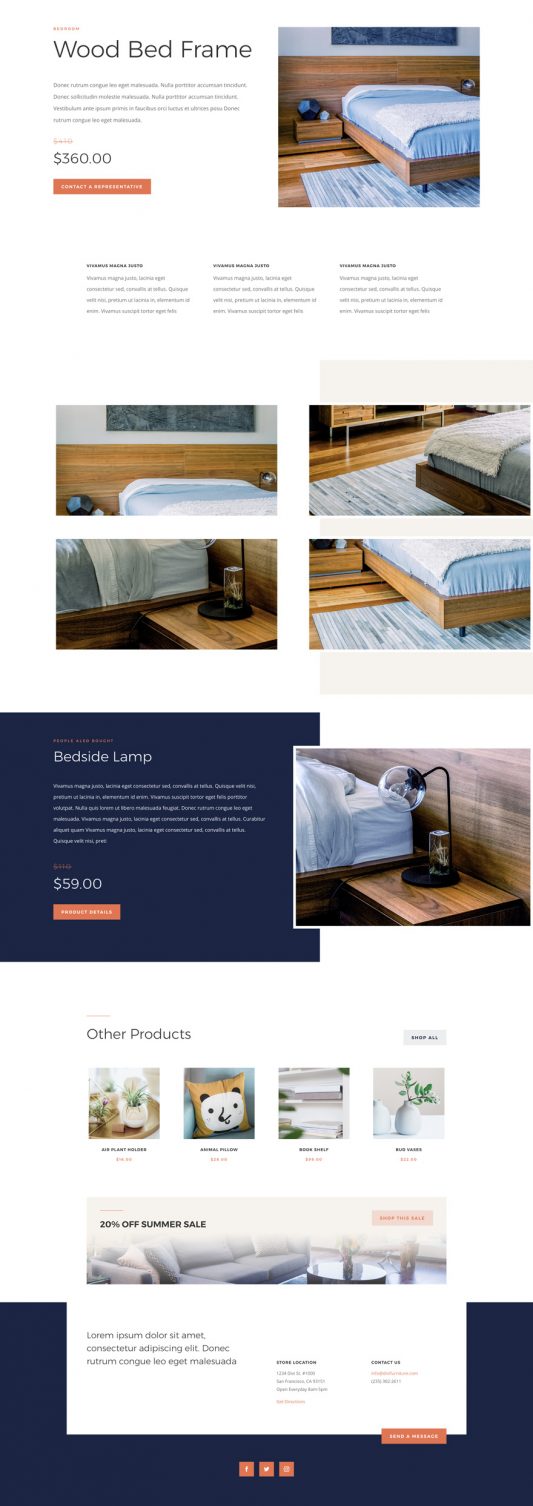 BEDROOM
Wood Bed Frame
Donec rutrum congue leo eget malesuada. Nulla porttitor accumsan tincidunt.
Donec sollicitudin molestie malesuada. Nulla porttitor accumsan tincidunt.
Vestibulum ante ipsum primis in faucibus orci luctus et ultrices posu Donec
rutrum congue leo eget malesuada.
$410
$360.00
CONTACT A REPRESENTATIVE
VIVAMUS MAGNA JUSTO
Vivamus magna justo, lacinia eget
consectetur sed, convallis at tellus. Quisque
velit nisi, pretium ut lacinia in, elementum id
enim. Vivamus suscipit tortor eget felis
VIVAMUS MAGNA JUSTO
Vivamus magna justo, lacinia eget
consectetur sed, convallis at tellus. Quisque
velit nisi, pretium ut lacinia in, elementum id
enim. Vivamus suscipit tortor eget felis
VIVAMUS MAGNA JUSTO
Vivamus magna justo, lacinia eget
consectetur sed, convallis at tellus. Quisque
velit nisi, pretium ut lacinia in, elementum id
enim. Vivamus suscipit tortor eget felis
PEOPLE ALSO BOUGHT
Bedside Lamp
Vivamus magna justo, lacinia eget consectetur sed, convallis at tellus. Quisque velit nisi,
pretium ut lacinia in, elementum id enim. Vivamus suscipit tortor eget felis porttitor
volutpat. Nulla quis lorem ut libero malesuada feugiat. Donec rutrum congue leo eget
malesuada. Vivamus magna justo, lacinia eget consectetur sed, convallis at tellus. Curabitur
aliquet quam Vivamus magna justo, lacinia eget consectetur sed, convallis at tellus.
Quisque velit nisi, preti
$110
$59.00
PRODUCT DETAILS
Other Products
SHOP ALL
AIR PLANT HOLDER
ANIMAL PILLOW
BOOK SHELF
BUD VASES
SHOP THIS SALE
20% OFF SUMMER SALE
Lorem ipsum dolor sit amet,
consectetur adipiscing elit. Donec
rutrum congue leo eget malesuada
STORE LOCATION
1234 Divi St. #1000
San Francisco, CA 93151
Open Everyday 8am-5pm
Get Directions
CONTACT US
info@divifurniture.com
(235) 362-2611
SEND A MESSAGE